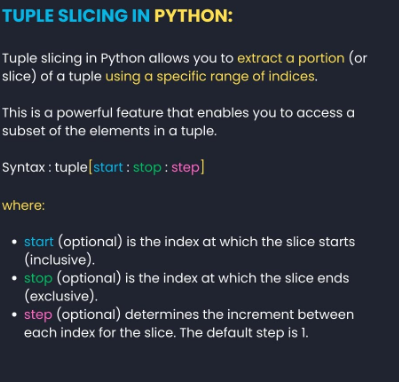 TUPLE SLICING IN PYTHON:
Tuple slicing in Python allows you to extract a portion (or
slice) of a tuple using a specific range of indices.
This is a powerful feature that enables you to access a
subset of the elements in a tuple.
Syntax : tuple[start : stop : step]
where:
• start (optional) is the index at which the slice starts
(inclusive).
• stop (optional) is the index at which the slice ends
(exclusive).
• step (optional) determines the increment between
each index for the slice. The default step is 1.